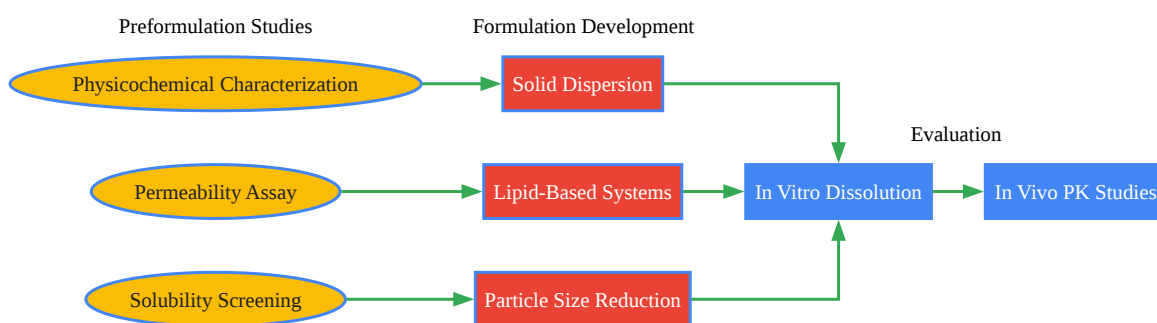 Preformulation Studies
Formulation Development
Physicochemical Characterization
Solid Dispersion
Evaluation
Permeability Assay
Lipid-Based Systems
In Vitro Dissolution
In Vivo PK Studies
Solubility Screening
Particle Size Reduction